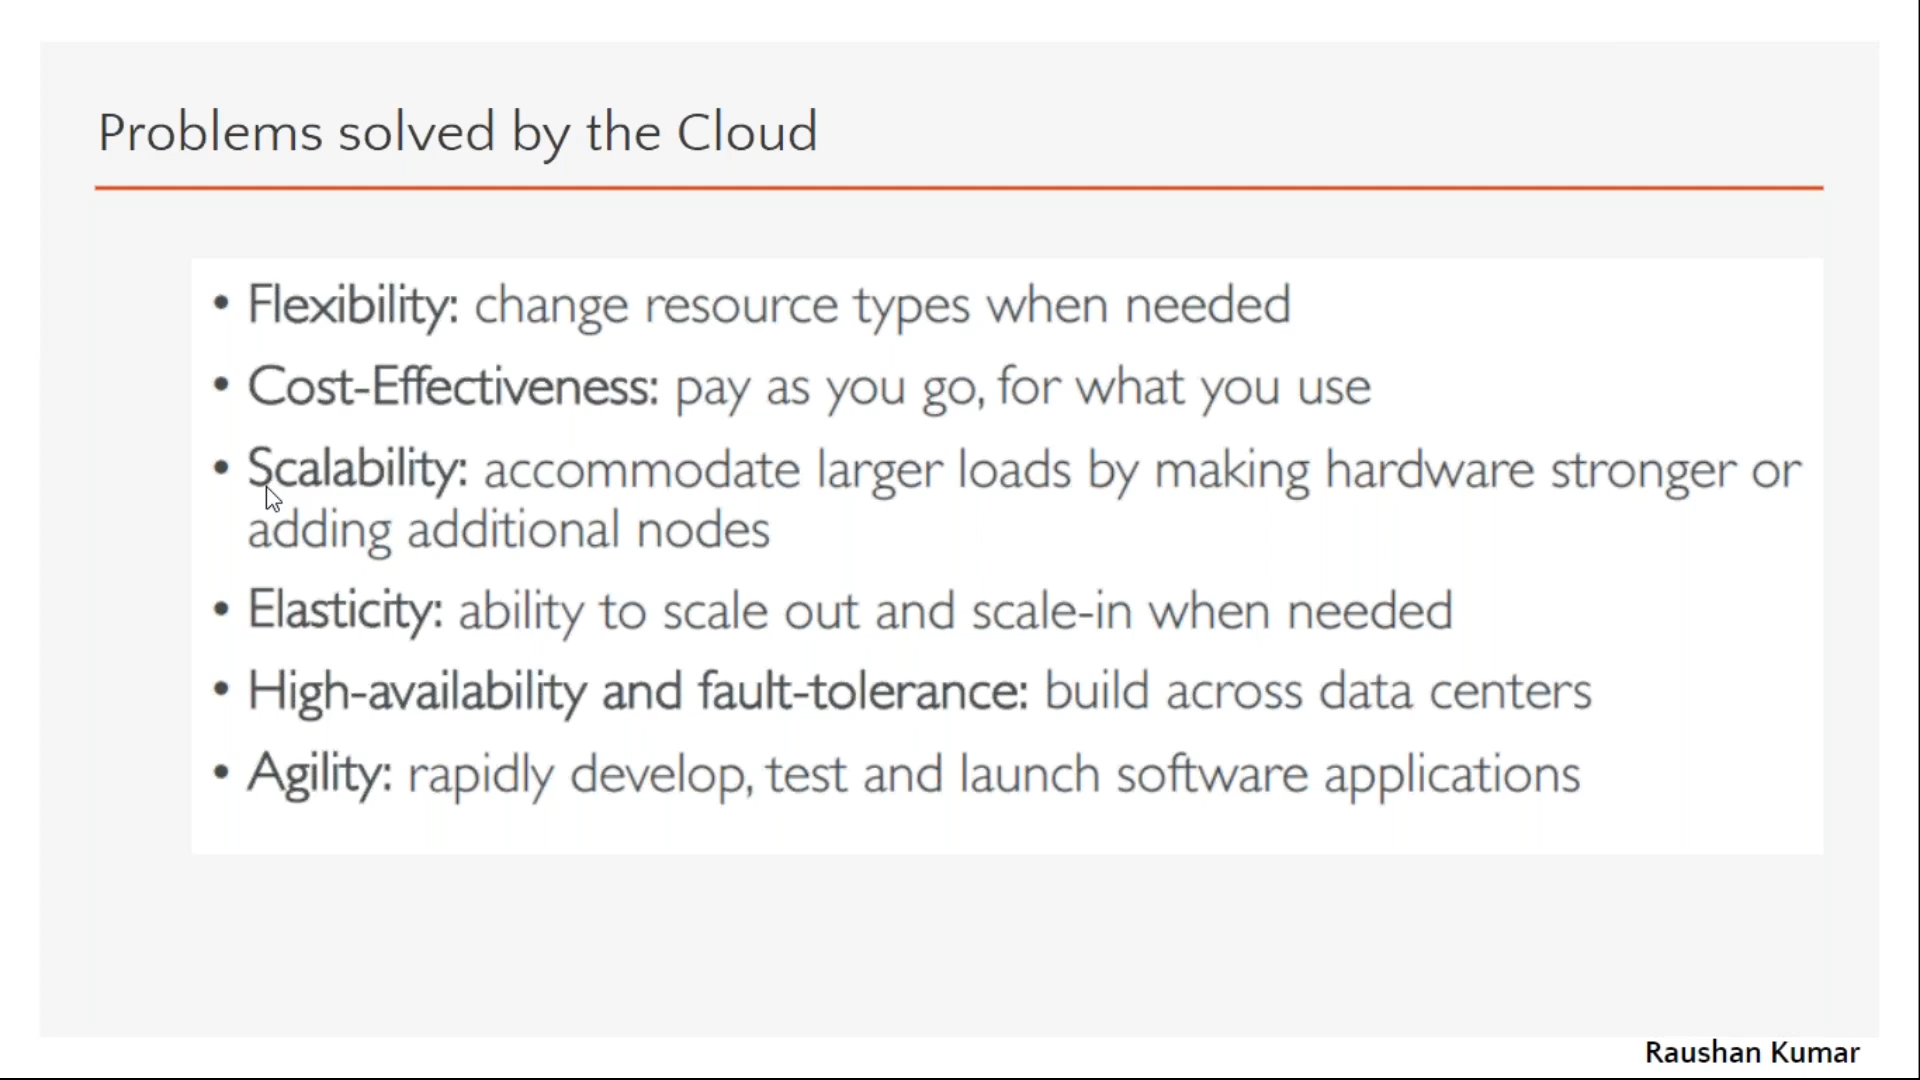 Problems solved by the Cloud
• Flexibility: change resource types when needed
• Cost-Effectiveness: pay as you go, for what you use
• Scalability: accommodate larger loads by making hardware stronger or
adding additional nodes
• Elasticity: ability to scale out and scale-in when needed
• High-availability and fault-tolerance: build across data centers
• Agility: rapidly develop, test and launch software applications
Raushan Kumar